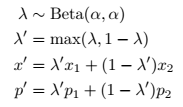 λ ∼ Beta(α, α)
λ′ = max(λ, 1 − λ)
x′ = λ′x₁ + (1 − λ′)x₂
p′ = λ′p₁ + (1 − λ′)p₂